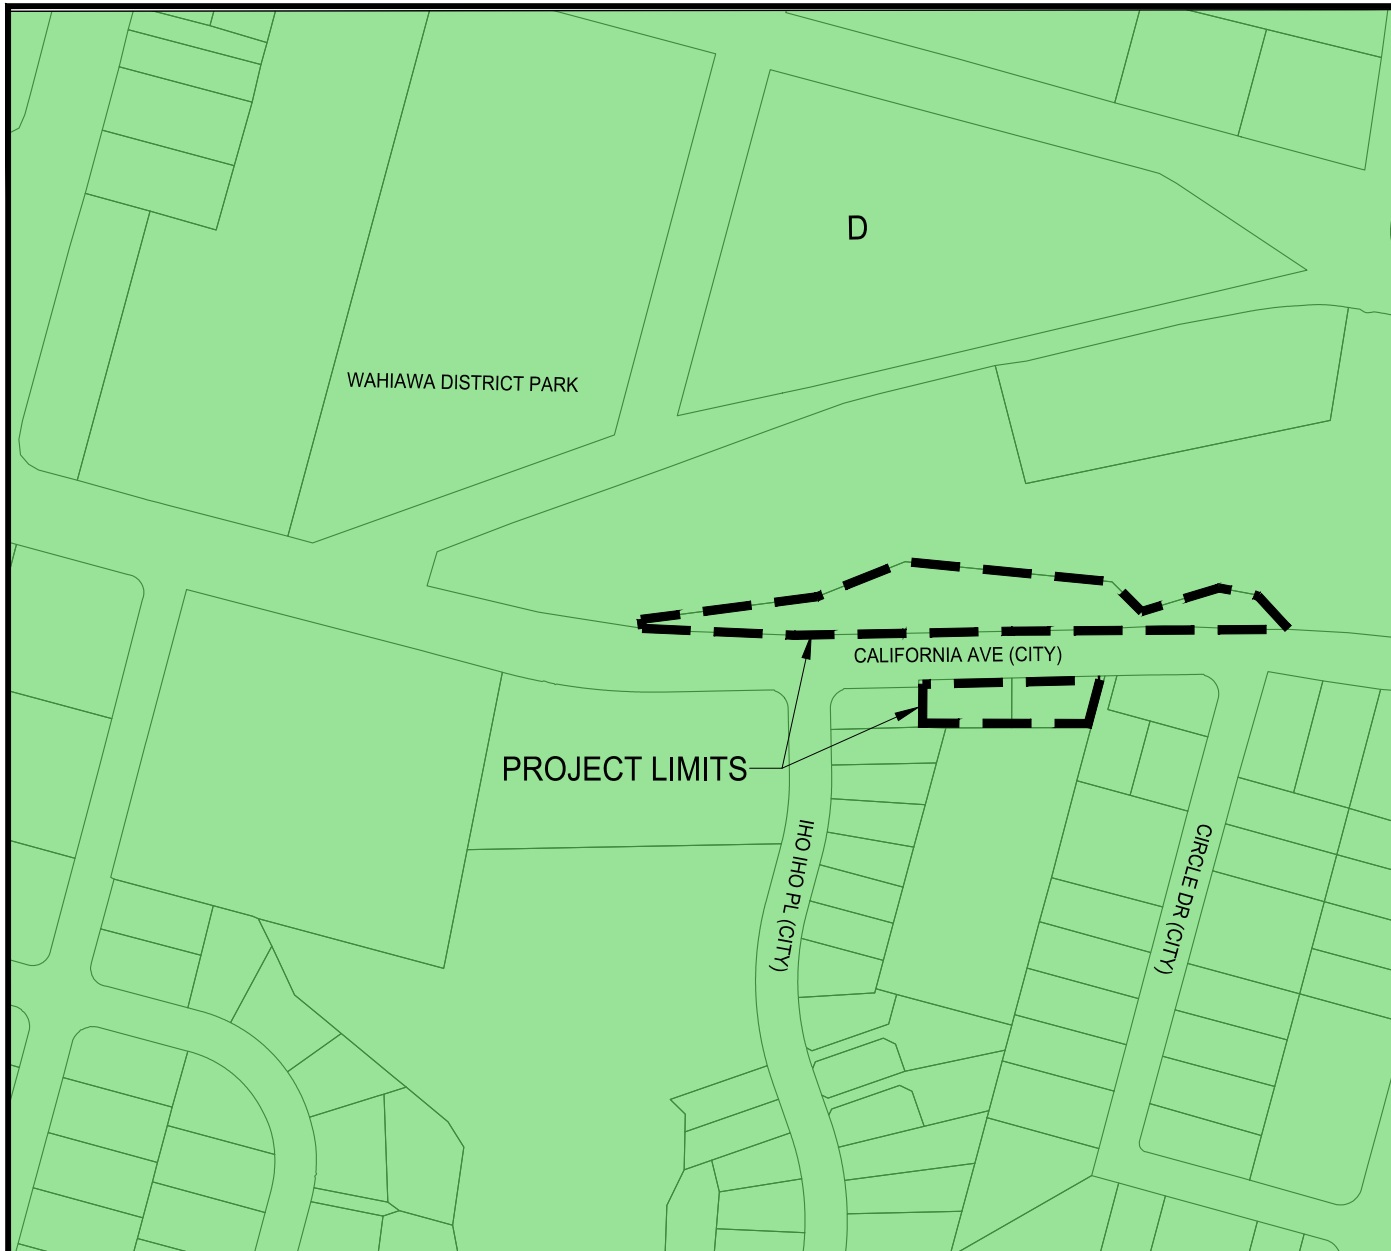 D
WAHIAWA DISTRICT PARK
CALIFORNIA AVE (CITY)
PROJECT LIMITS
IHO IHO PL (CITY)
CIRCLE DR (CITY)